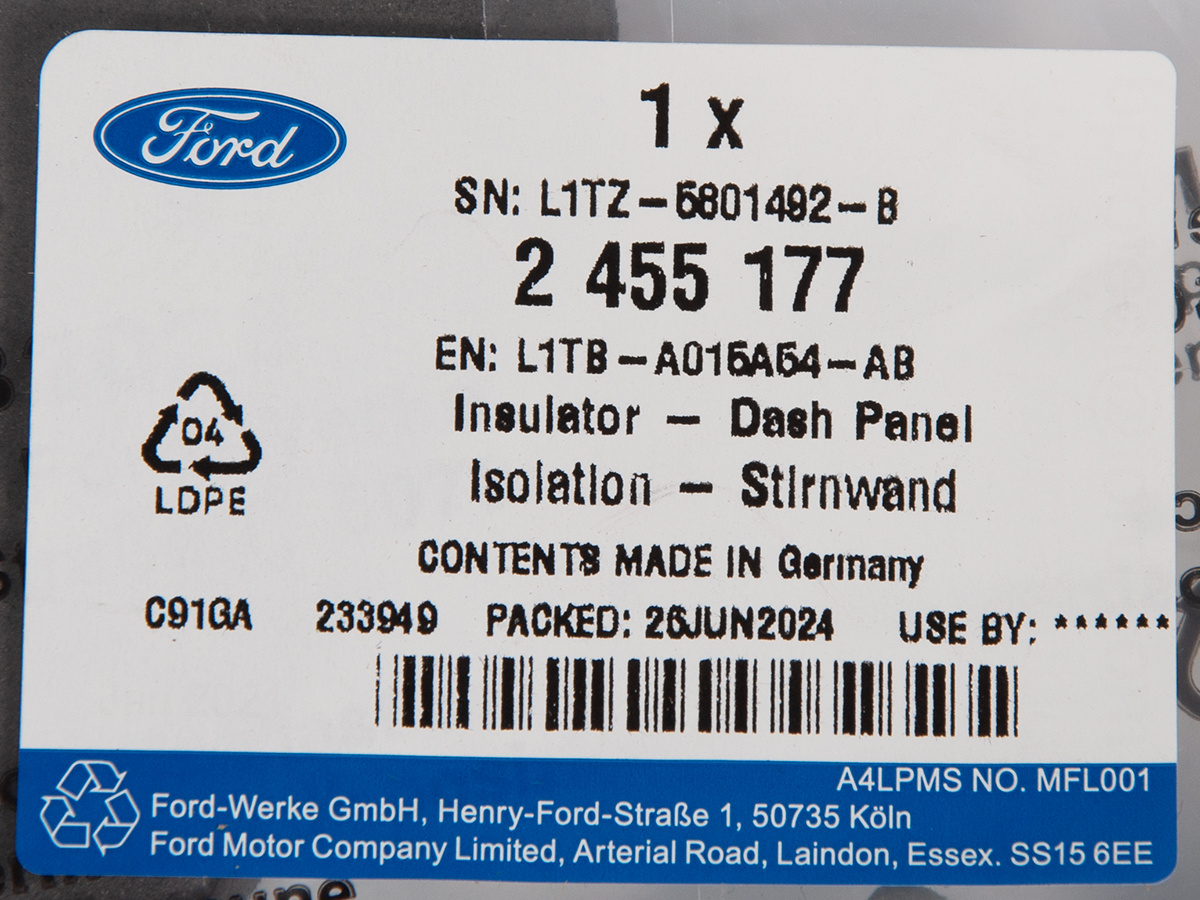 Ford
1 x
SN: L1TZ-5801492-B
2 455 177
EN: L1TB-A015A54-AB
Insulator - Dash Panel
Isolation - Stirnwand
04
LDPE
CONTENTS MADE IN Germany
C91GA 233949 PACKED: 26JUN2024 USE BY: ******
A4LPMS NO. MFL001
Ford-Werke GmbH, Henry-Ford-Straße 1, 50735 Köln
Ford Motor Company Limited, Arterial Road, Laindon, Essex. SS15 6EE